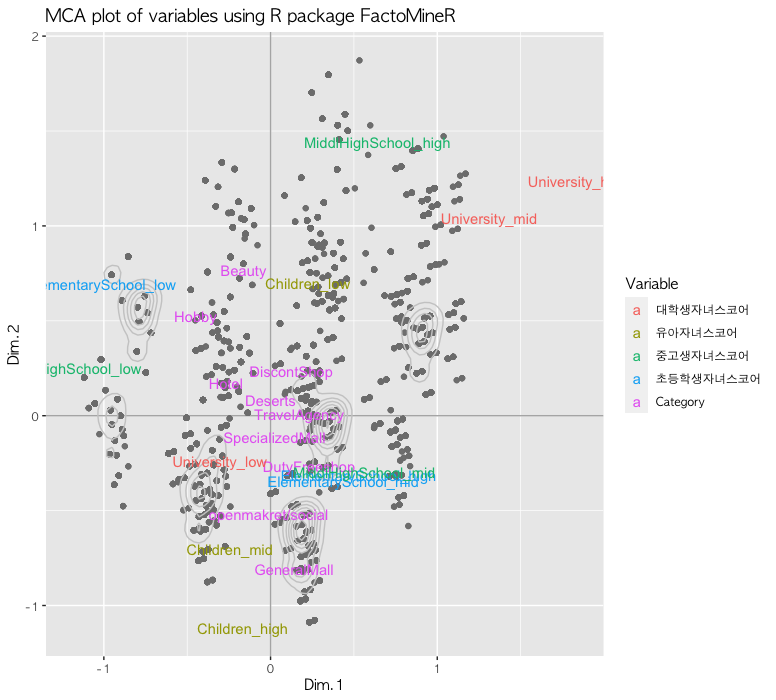 MCA plot of variables using R package FactoMineR
2
MiddlHighSchool_high
University_h
University_mid
1
Beauty
ementarySchool_low
Children_low
Hobby
ighSchool_low
DiscontShop
Hotel
Deserts
0
TravelAgency
SpecializedMall
University_low
MiddlHighSchool_mid
ElementarySchool_mid
openmakretsocial
Children_mid
GeneralMall
-1
Children_high
-1
0
1
Dim.1
Dim.2
Variable
a 대학생자녀스코어
a 유아자녀스코어
a 중고생자녀스코어
a 초등학생자녀스코어
a Category